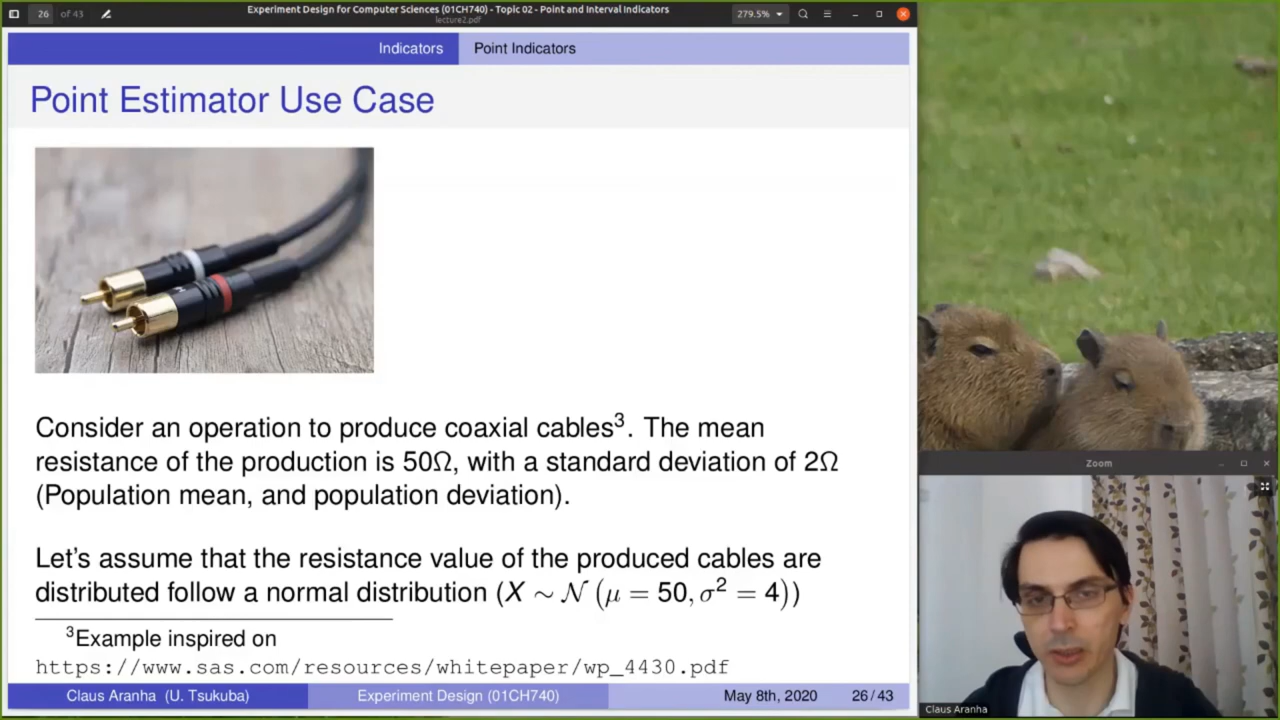 26 of 43
Experiment Design for Computer Sciences (01CH740) - Topic 02 - Point and Interval Indicators
lecture2.pdf
279.5%
Indicators Point Indicators
Point Estimator Use Case
Consider an operation to produce coaxial cables³. The mean
resistance of the production is 50Ω, with a standard deviation of 2Ω
(Population mean, and population deviation).
Let's assume that the resistance value of the produced cables are
distributed follow a normal distribution (X ∼ 𝒩 (μ = 50, σ² = 4))
³Example inspired on
https://www.sas.com/resources/whitepaper/wp_4430.pdf
Claus Aranha (U. Tsukuba) Experiment Design (01CH740) May 8th, 2020 26 / 43
Zoom
Claus Aranha